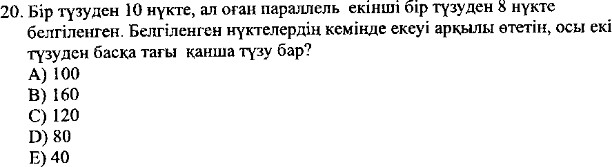 20. Бір түзуден 10 нүкте, ал оған параллель екінші бір түзуден 8 нүкте
белгіленген. Белгіленген нүктелердің кемінде екеуі арқылы өтетін, осы екі
түзуден басқа тағы қанша түзу бар?
A) 100
B) 160
C) 120
D) 80
E) 40